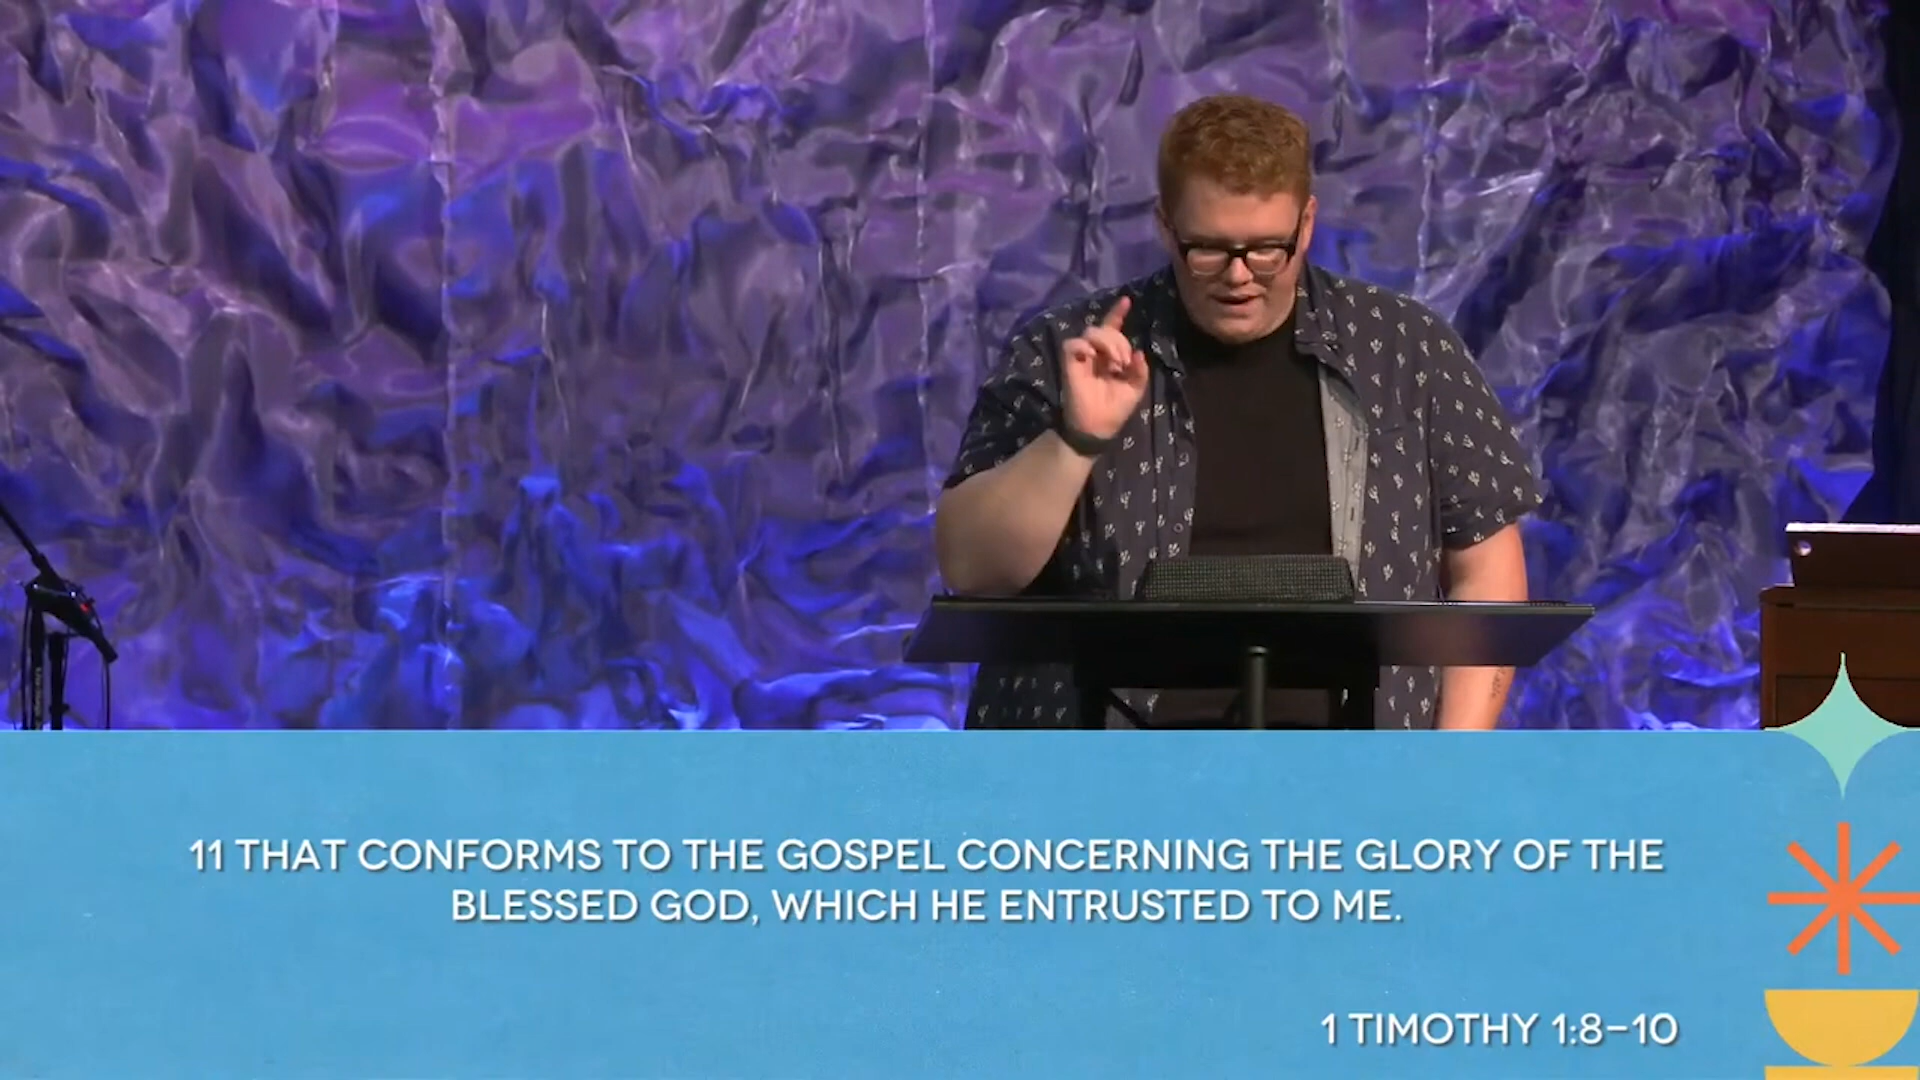 11 THAT CONFORMS TO THE GOSPEL CONCERNING THE GLORY OF THE
BLESSED GOD, WHICH HE ENTRUSTED TO ME.
1 TIMOTHY 1:8–10